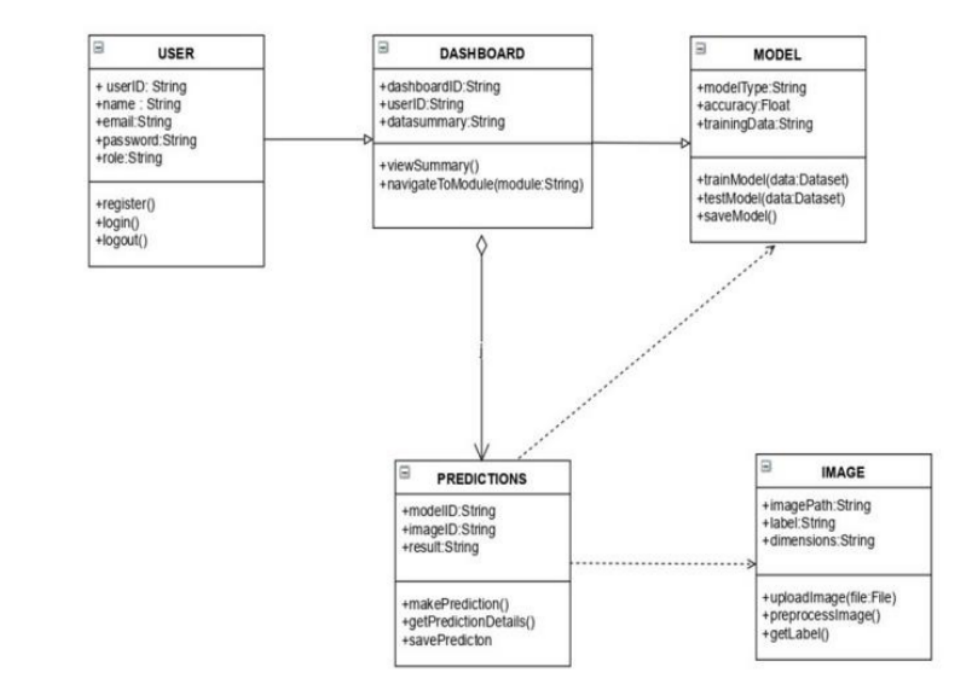 USER
+ userID: String
+name : String
+email:String
+password:String
+role:String
+register()
+login()
+logout()
DASHBOARD
+dashboardID:String
+userID:String
+datasummary:String
+viewSummary()
+navigateToModule(module:String)
MODEL
+modelType:String
+accuracy:Float
+trainingData:String
+trainModel(data:Dataset)
+testModel(data:Dataset)
+saveModel()
PREDICTIONS
+modelID:String
+imageID:String
+result:String
+makePrediction()
+getPredictionDetails()
+savePredicton
IMAGE
+imagePath:String
+label:String
+dimensions:String
+uploadImage(file:File)
+preprocessImage()
+getLabel()